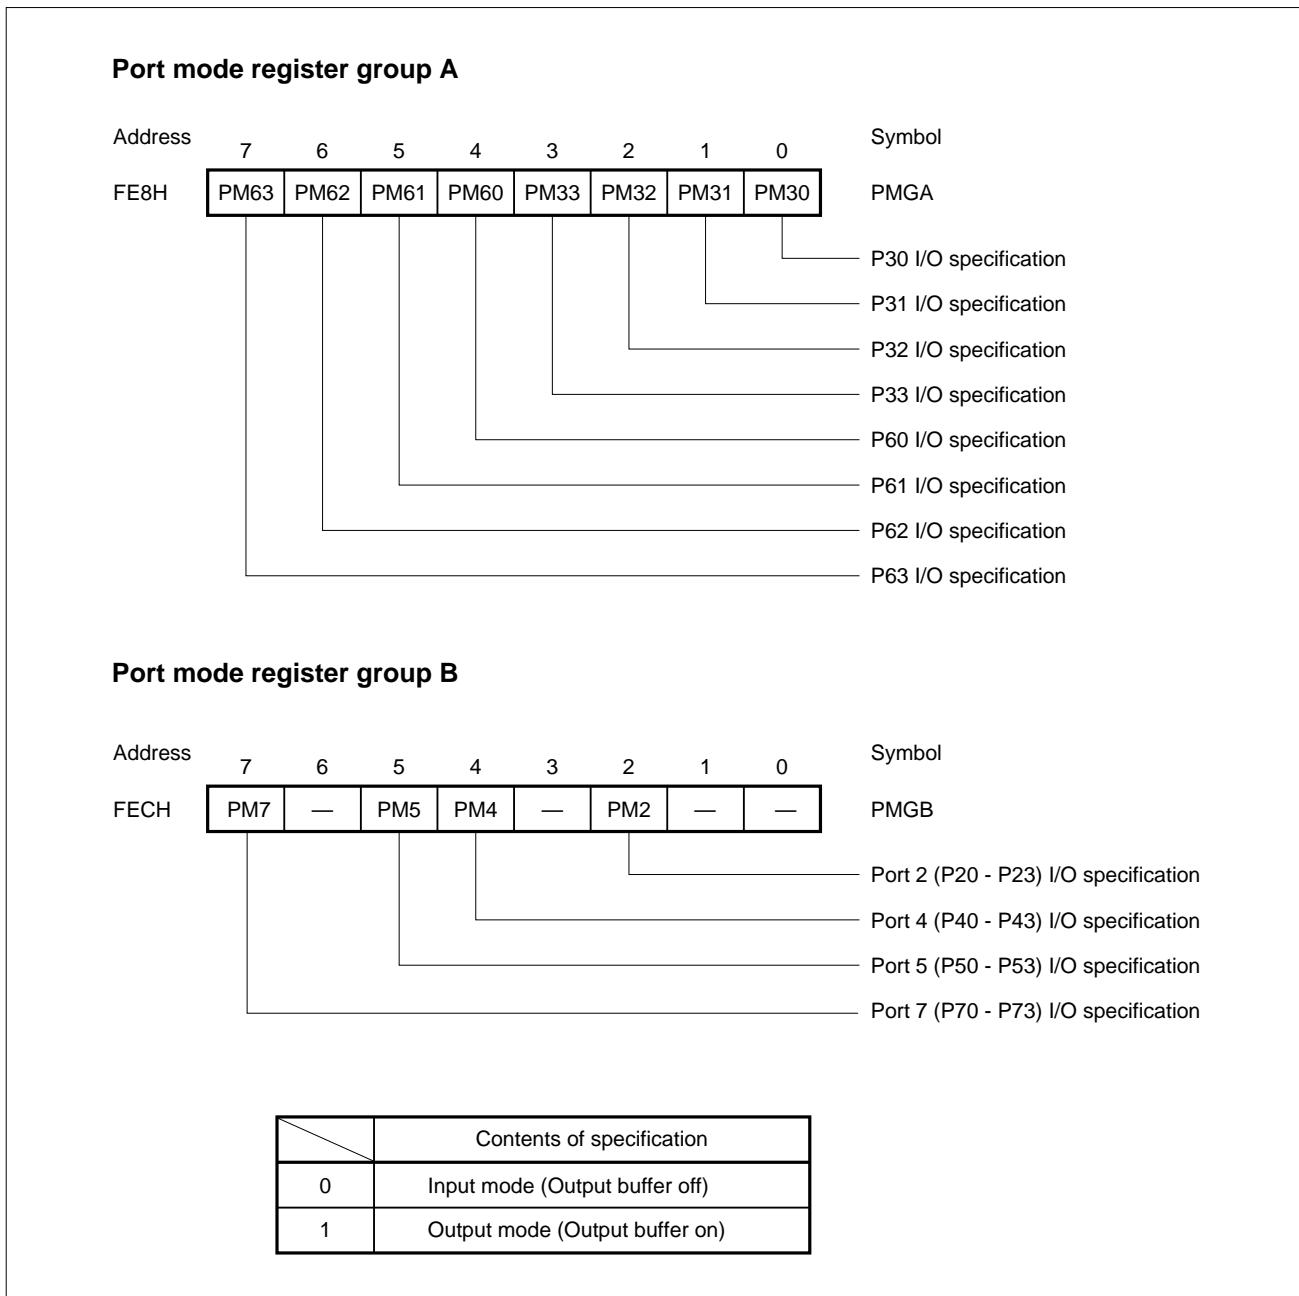 Port mode register group A
Address 7 6 5 4 3 2 1 0 Symbol
FE8H PM63 PM62 PM61 PM60 PM33 PM32 PM31 PM30 PMGA
P30 I/O specification
P31 I/O specification
P32 I/O specification
P33 I/O specification
P60 I/O specification
P61 I/O specification
P62 I/O specification
P63 I/O specification
Port mode register group B
Address 7 6 5 4 3 2 1 0 Symbol
FECH PM7 — PM5 PM4 — PM2 — — PMGB
Port 2 (P20 - P23) I/O specification
Port 4 (P40 - P43) I/O specification
Port 5 (P50 - P53) I/O specification
Port 7 (P70 - P73) I/O specification
Contents of specification
0 Input mode (Output buffer off)
1 Output mode (Output buffer on)